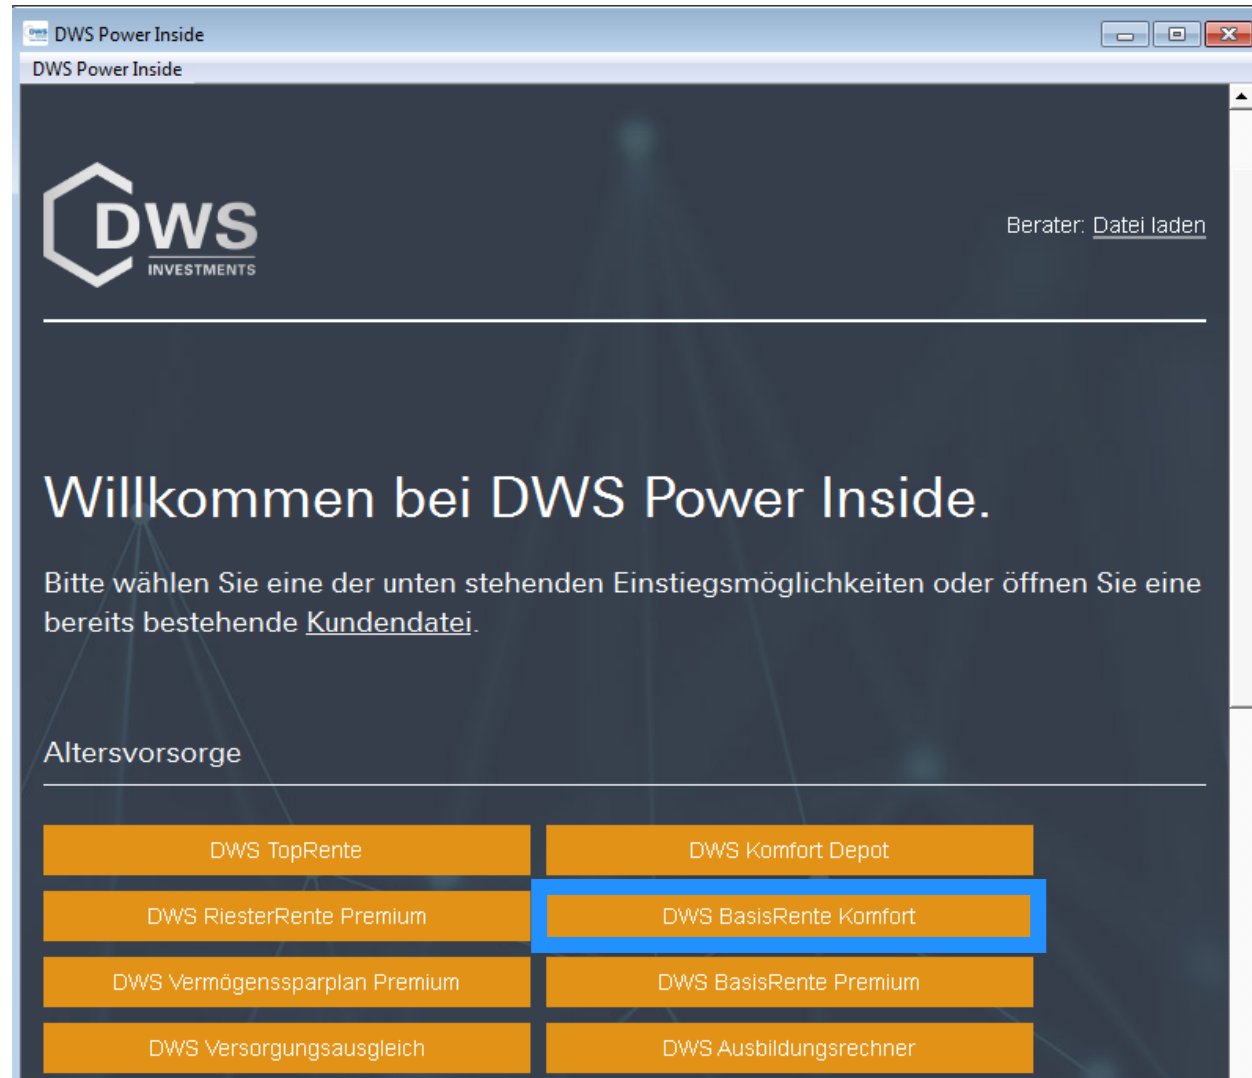 DWS Power Inside
DWS Power Inside
DWS
INVESTMENTS
Berater: Datei laden
Willkommen bei DWS Power Inside.
Bitte wählen Sie eine der unten stehenden Einstiegsmöglichkeiten oder öffnen Sie eine
bereits bestehende Kundendatei.
Altersvorsorge
DWS TopRente
DWS Komfort Depot
DWS RiesterRente Premium
DWS BasisRente Komfort
DWS Vermögenssparplan Premium
DWS BasisRente Premium
DWS Versorgungsausgleich
DWS Ausbildungsrechner